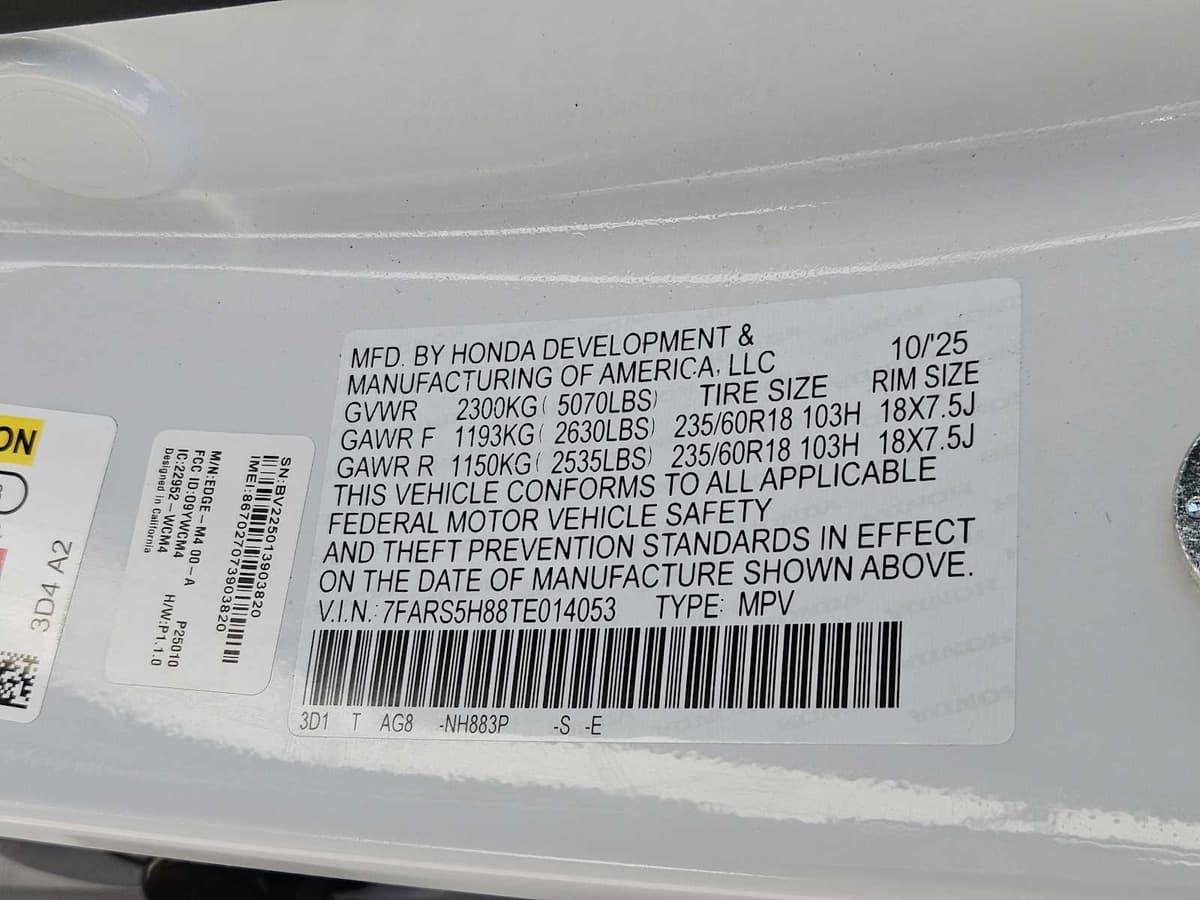 MFD. BY HONDA DEVELOPMENT &
MANUFACTURING OF AMERICA, LLC 10/'25
GVWR 2300KG( 5070LBS) TIRE SIZE RIM SIZE
GAWR F 1193KG( 2630LBS) 235/60R18 103H 18X7.5J
GAWR R 1150KG( 2535LBS) 235/60R18 103H 18X7.5J
THIS VEHICLE CONFORMS TO ALL APPLICABLE
FEDERAL MOTOR VEHICLE SAFETY
AND THEFT PREVENTION STANDARDS IN EFFECT
ON THE DATE OF MANUFACTURE SHOWN ABOVE.
V.I.N.: 7FARS5H88TE014053 TYPE: MPV
3D1 T AG8 -NH883P -S -E
SN:BV225013903820
IMEI:867027073903820
M/N:EDGE-M4 00-A P25010
FCC ID:09YWCM4 H/W:P1.1.0
IC:22952-WCM4
Designed in California
ON
3D4 A2